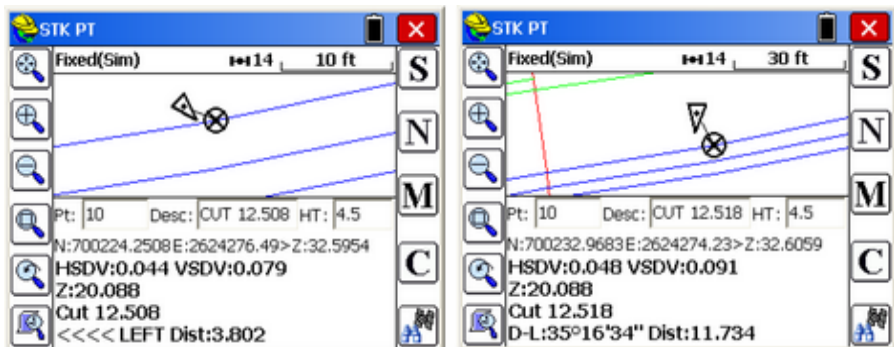 STK PT
Fixed(Sim) 14 10 ft
S
N
Pt: 10 Desc: CUT 12.508 HT: 4.5
M
N:700224.2508 E:2624276.49>Z:32.5954
HSDV:0.044 VSDV:0.079
C
Z:20.088
Cut 12.508
<<<< LEFT Dist:3.802
STK PT
Fixed(Sim) 14 30 ft
S
N
Pt: 10 Desc: CUT 12.518 HT: 4.5
M
N:700232.9683 E:2624274.23>Z:32.6059
HSDV:0.048 VSDV:0.091
C
Z:20.088
Cut 12.518
D-L:35°16'34" Dist:11.734